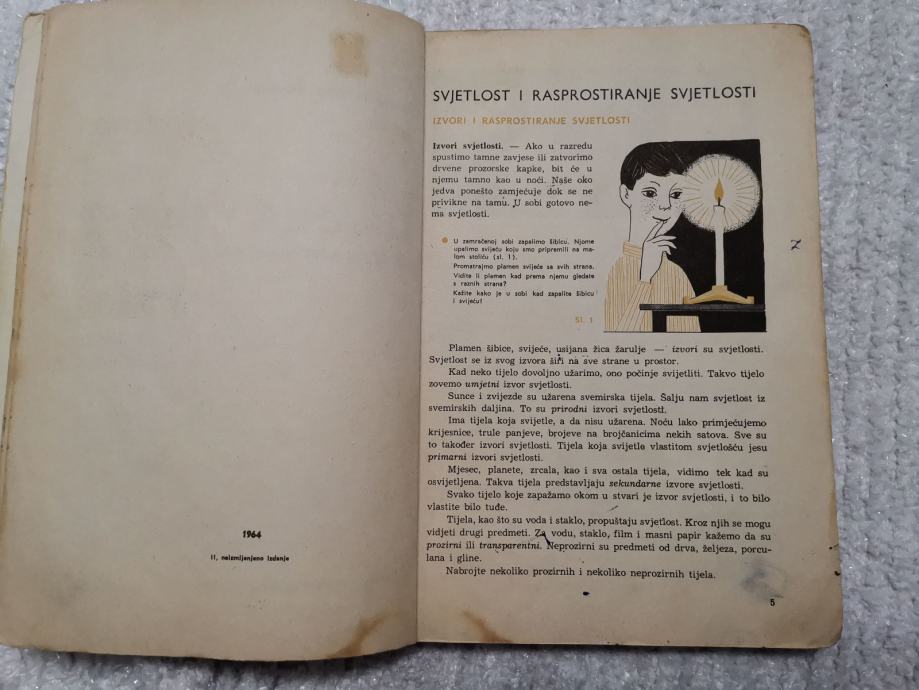 1964
II, neizmijenjeno izdanje
SVJETLOST I RASPROSTIRANJE SVJETLOSTI
IZVORI I RASPROSTIRANJE SVJETLOSTI
Izvori svjetlosti. — Ako u razredu
spustimo tamne zavjese ili zatvorimo
drvene prozorske kapke, bit će u
njemu tamno kao u noći. Naše oko
jedva ponešto zamjećuje dok se ne
privikne na tamu. U sobi gotovo ne-
ma svjetlosti.
U zamračenoj sobi zapalimo šibicu. Njome
upalimo svijeću koju smo pripremili na ma-
lom stoliću (sl. 1).
Promatrajmo plamen svijeće sa svih strana.
Vidite li plamen kad prema njemu gledate
s raznih strana?
Kažite kako je u sobi kad zapalite šibicu
i svijeću!
Sl. 1
Plamen šibice, svijeće, usijana žica žarulje — izvori su svjetlosti.
Svjetlost se iz svog izvora širi na sve strane u prostor.
Kad neko tijelo dovoljno užarimo, ono počinje svijetliti. Takvo tijelo
zovemo umjetni izvor svjetlosti.
Sunce i zvijezde su užarena svemirska tijela. Šalju nam svjetlost iz
svemirskih daljina. To su prirodni izvori svjetlosti.
Ima tijela koja svijetle, a da nisu užarena. Noću lako primjećujemo
krijesnice, trule panjeve, brojeve na brojčanicima nekih satova. Sve su
to također izvori svjetlosti. Tijela koja svijetle vlastitom svjetlošću jesu
primarni izvori svjetlosti.
Mjesec, planete, zrcala, kao i sva ostala tijela, vidimo tek kad su
osvijetljena. Takva tijela predstavljaju sekundarne izvore svjetlosti.
Svako tijelo koje zapažamo okom u stvari je izvor svjetlosti, i to bilo
vlastite bilo tuđe.
Tijela, kao što su voda i staklo, propuštaju svjetlost. Kroz njih se mogu
vidjeti drugi predmeti. Za vodu, staklo, film i masni papir kažemo da su
prozirni ili transparentni. Neprozirni su predmeti od drva, željeza, porcu-
lana i gline.
Nabrojte nekoliko prozirnih i nekoliko neprozirnih tijela.
5